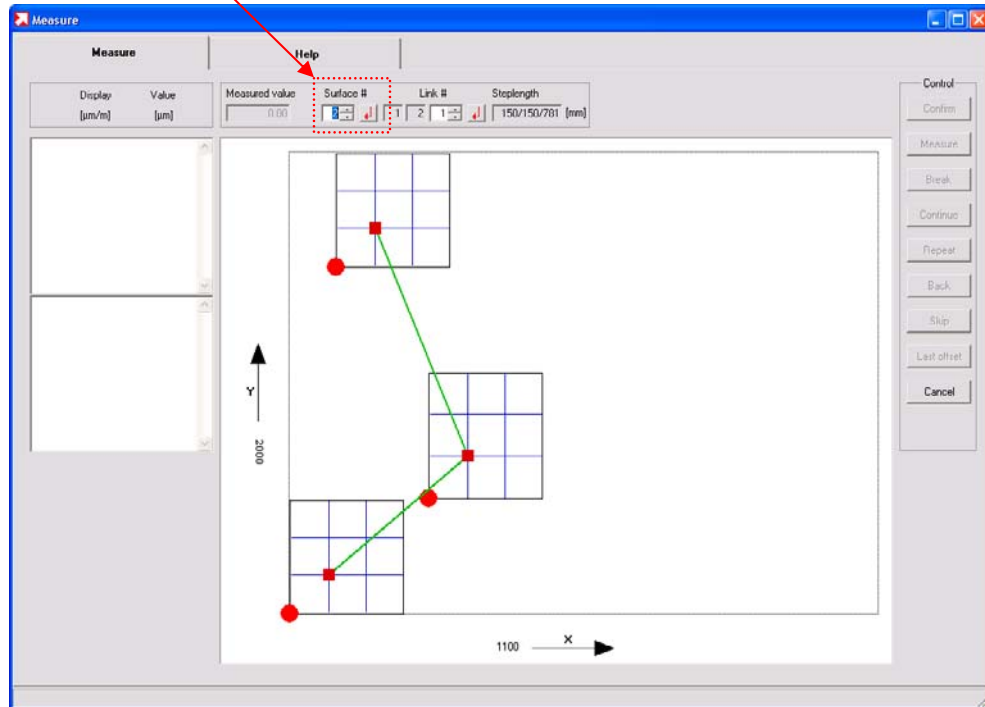 Measure
Measure Help
Display Value
[µm/m] [µm]
Measured value Surface # Link # Steplength
0.00 2 1 2 1 150/150/781 [mm]
Control
Confirm
Measure
Break
Continue
Repeat
Back
Skip
Last offset
Cancel
Y
2000
1100 X